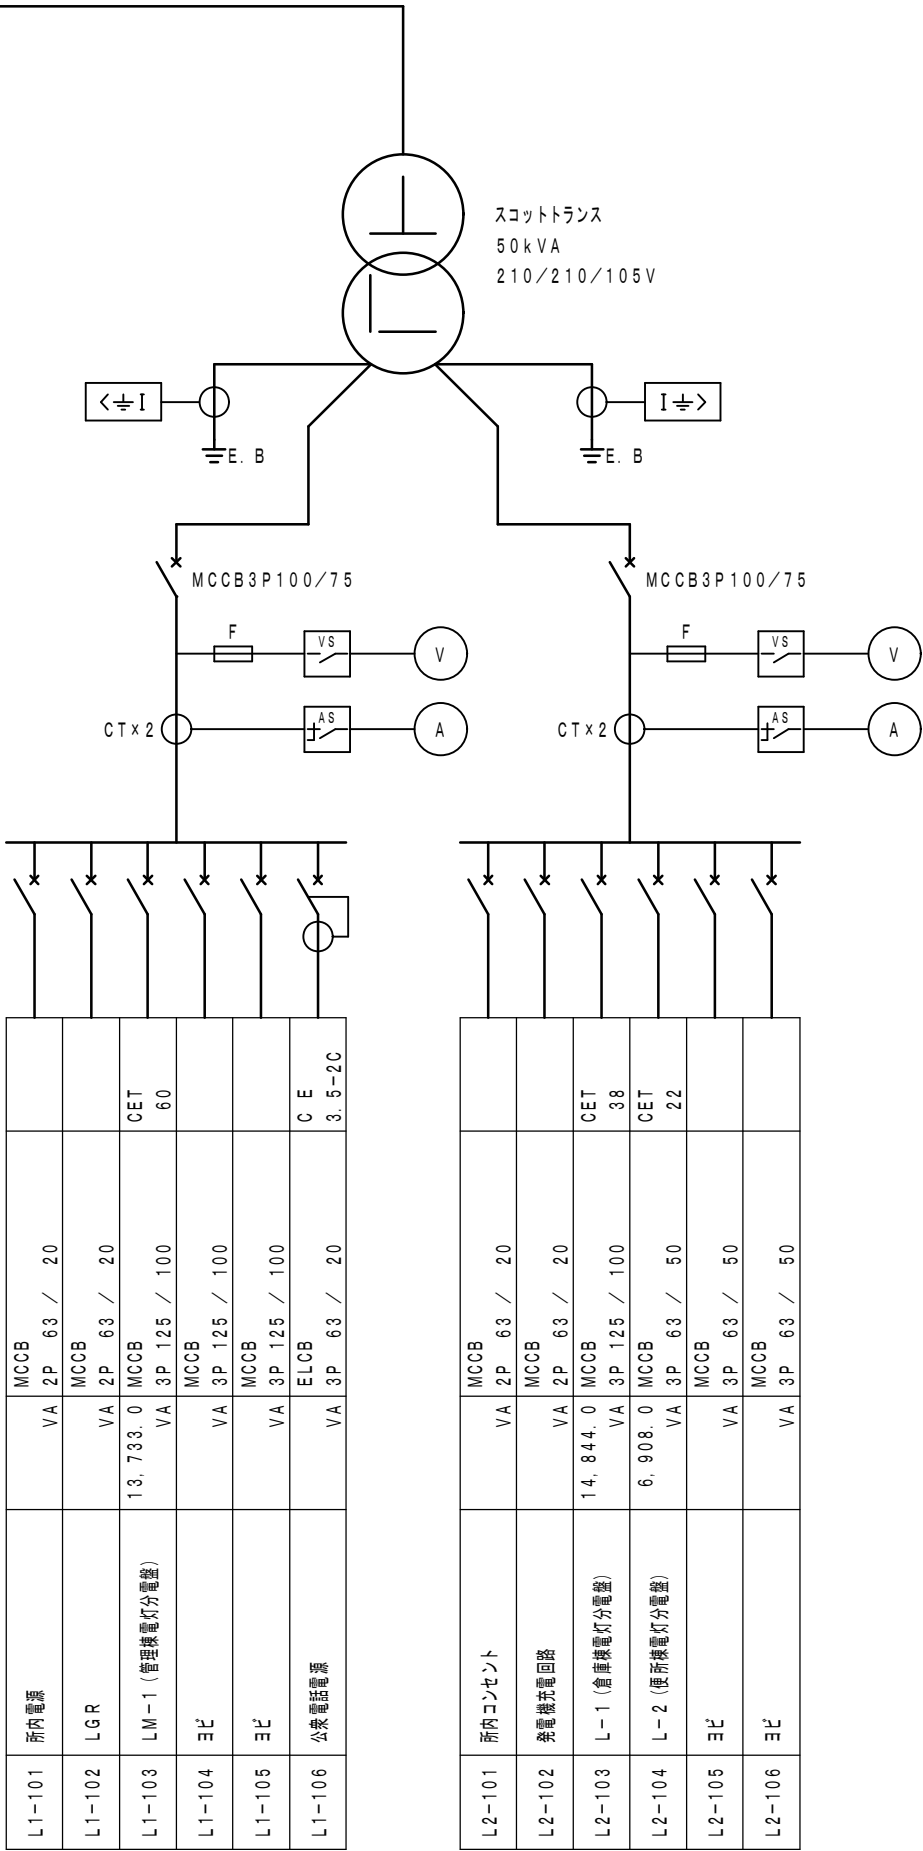 スコットトランス
50kVA
210/210/105V
I
I
E. B
E. B
MCCB3P100/75
MCCB3P100/75
F
VS
V
F
VS
V
CT×2
AS
A
CT×2
AS
A
L1-101
所内電源
VA
MCCB
2P 63 / 20
L1-102
LGR
VA
MCCB
2P 63 / 20
L1-103
LM-1 (管理棟電灯分電盤)
13,733.0
VA
MCCB
3P 125 / 100
CET
60
L1-104
ヨビ
VA
MCCB
3P 125 / 100
L1-105
ヨビ
VA
MCCB
3P 125 / 100
L1-106
公衆電話電源
VA
ELCB
3P 63 / 20
C E
3.5-2C
L2-101
所内コンセント
VA
MCCB
2P 63 / 20
L2-102
発電機充電回路
VA
MCCB
2P 63 / 20
L2-103
L-1 (倉庫棟電灯分電盤)
14,844.0
VA
MCCB
3P 125 / 100
CET
38
L2-104
L-2 (便所棟電灯分電盤)
6,908.0
VA
MCCB
3P 63 / 50
CET
22
L2-105
ヨビ
VA
MCCB
3P 63 / 50
L2-106
ヨビ
VA
MCCB
3P 63 / 50